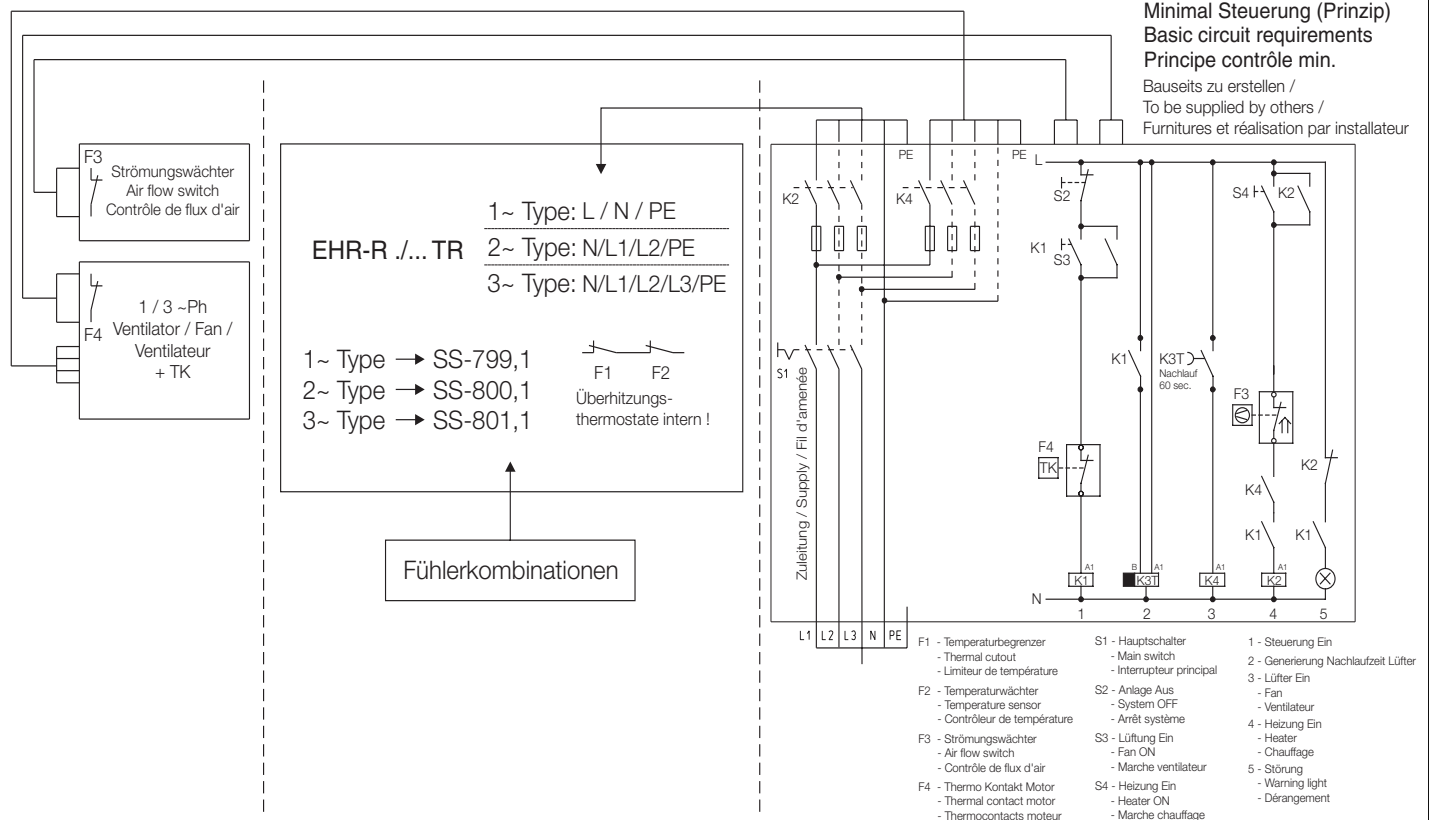 Minimal Steuerung (Prinzip)
Basic circuit requirements
Principe contrôle min.
Bauseits zu erstellen /
To be supplied by others /
Furnitures et réalisation par installateur
F3
Strömungswächter
Air flow switch
Contrôle de flux d'air
F4
1 / 3 ~Ph
Ventilator / Fan /
Ventilateur
+ TK
EHR-R ./... TR
1~ Type: L / N / PE
2~ Type: N/L1/L2/PE
3~ Type: N/L1/L2/L3/PE
1~ Type → SS-799,1
2~ Type → SS-800,1
3~ Type → SS-801,1
F1 F2
Überhitzungs-
thermostate intern !
Fühlerkombinationen
PE PE L
K2 K4 S2 S4 K2
K1 S3
S1
Zuleitung / Supply / Fil d'amenée
K1 K3T
Nachlauf
60 sec.
F3
F4
TK
K2
K4
K1 K1
A1 B A1 A1 A1
K1 K3T K4 K2
N
1 2 3 4 5
L1 L2 L3 N PE
F1 - Temperaturbegrenzer
- Thermal cutout
- Limiteur de température
F2 - Temperaturwächter
- Temperature sensor
- Contrôleur de température
F3 - Strömungswächter
- Air flow switch
- Contrôle de flux d'air
F4 - Thermo Kontakt Motor
- Thermal contact motor
- Thermocontacts moteur
S1 - Hauptschalter
- Main switch
- Interrupteur principal
S2 - Anlage Aus
- System OFF
- Arrêt système
S3 - Lüftung Ein
- Fan ON
- Marche ventilateur
S4 - Heizung Ein
- Heater ON
- Marche chauffage
1 - Steuerung Ein
2 - Generierung Nachlaufzeit Lüfter
3 - Lüfter Ein
- Fan
- Ventilateur
4 - Heizung Ein
- Heater
- Chauffage
5 - Störung
- Warning light
- Dérangement